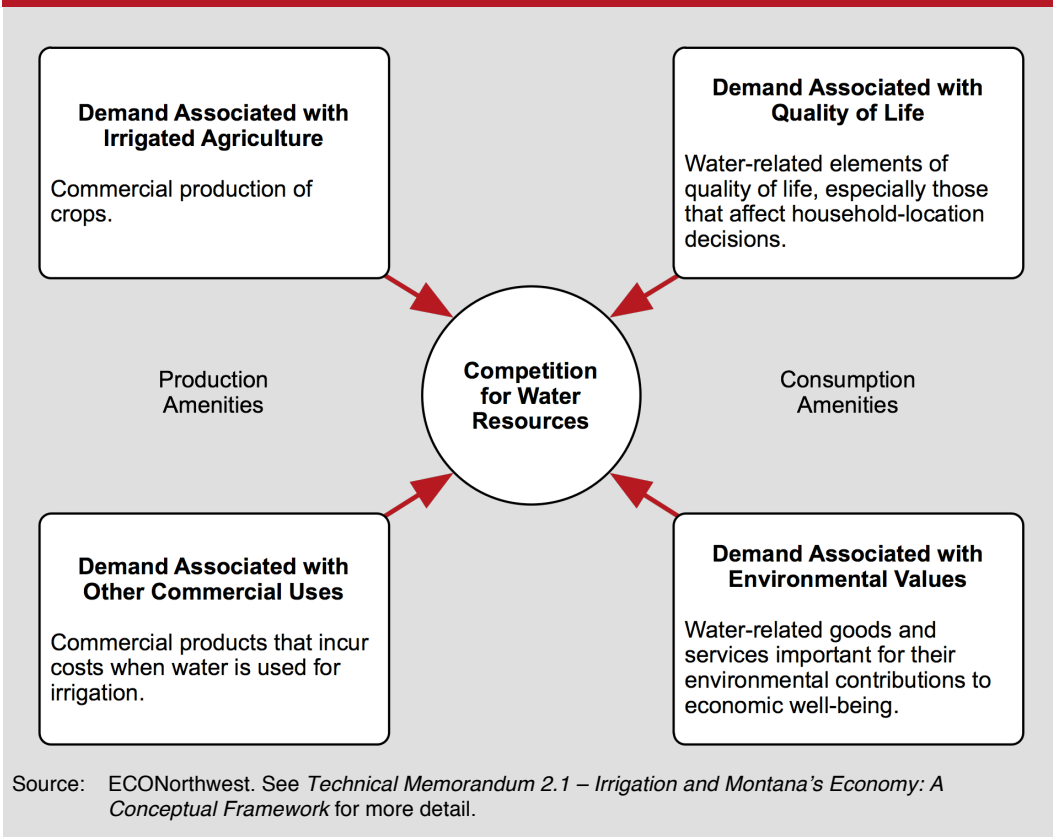 Demand Associated with
Irrigated Agriculture
Commercial production of
crops.
Demand Associated with
Quality of Life
Water-related elements of
quality of life, especially those
that affect household-location
decisions.
Production
Amenities
Competition
for Water
Resources
Consumption
Amenities
Demand Associated with
Other Commercial Uses
Commercial products that incur
costs when water is used for
irrigation.
Demand Associated with
Environmental Values
Water-related goods and
services important for their
environmental contributions to
economic well-being.
Source: ECONorthwest. See Technical Memorandum 2.1 – Irrigation and Montana's Economy: A
Conceptual Framework for more detail.